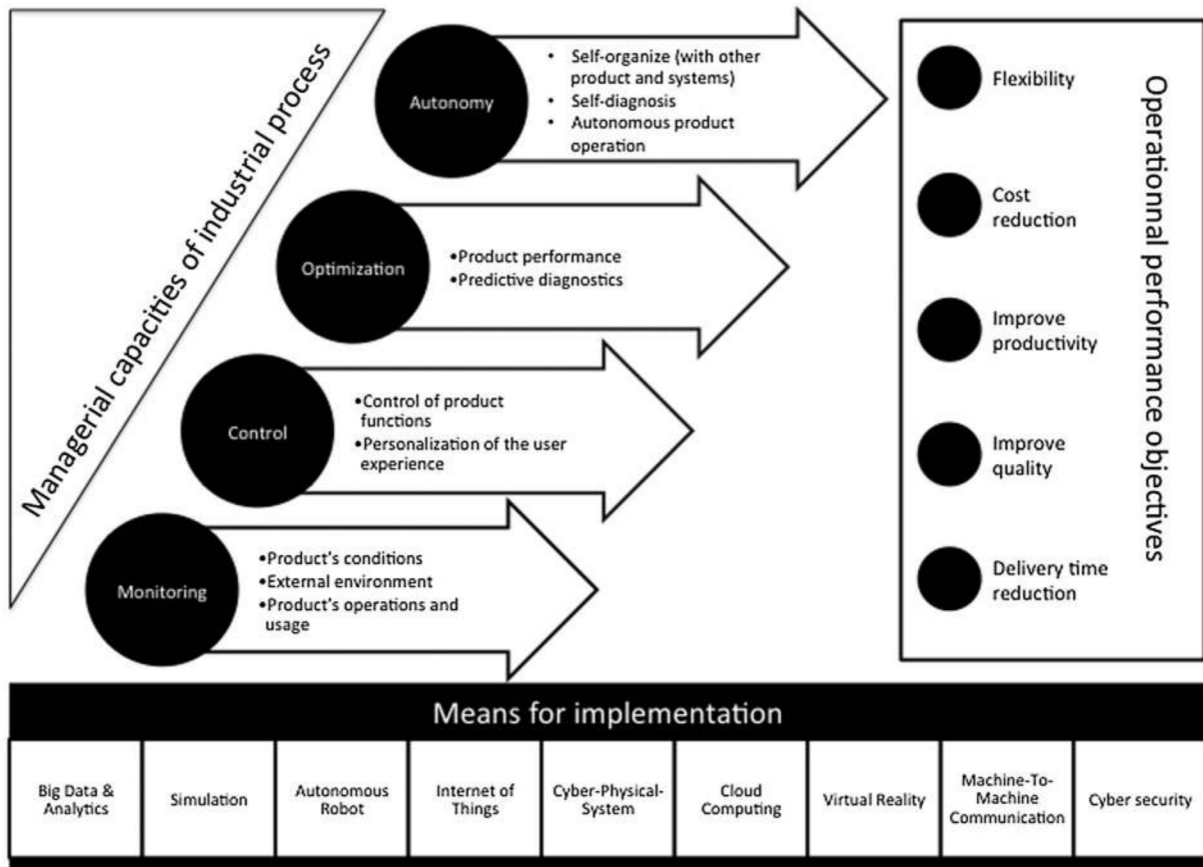 Managerial capacities of industrial process
Autonomy
• Self-organize (with other
product and systems)
• Self-diagnosis
• Autonomous product
operation
Optimization
•Product performance
•Predictive diagnostics
Control
•Control of product
functions
•Personalization of the user
experience
Monitoring
•Product's conditions
•External environment
•Product's operations and
usage
Flexibility
Cost
reduction
Improve
productivity
Improve
quality
Delivery time
reduction
Operationnal performance objectives
Means for implementation
Big Data &
Analytics
Simulation
Autonomous
Robot
Internet of
Things
Cyber-Physical-
System
Cloud
Computing
Virtual Reality
Machine-To-
Machine
Communication
Cyber security